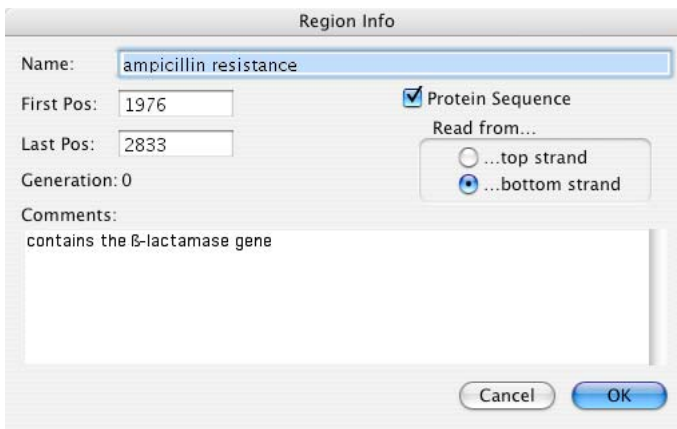 Region Info
Name: ampicillin resistance
First Pos: 1976
Protein Sequence
Read from...
Last Pos: 2833
...top strand
...bottom strand
Generation: 0
Comments:
contains the ß-lactamase gene
Cancel OK